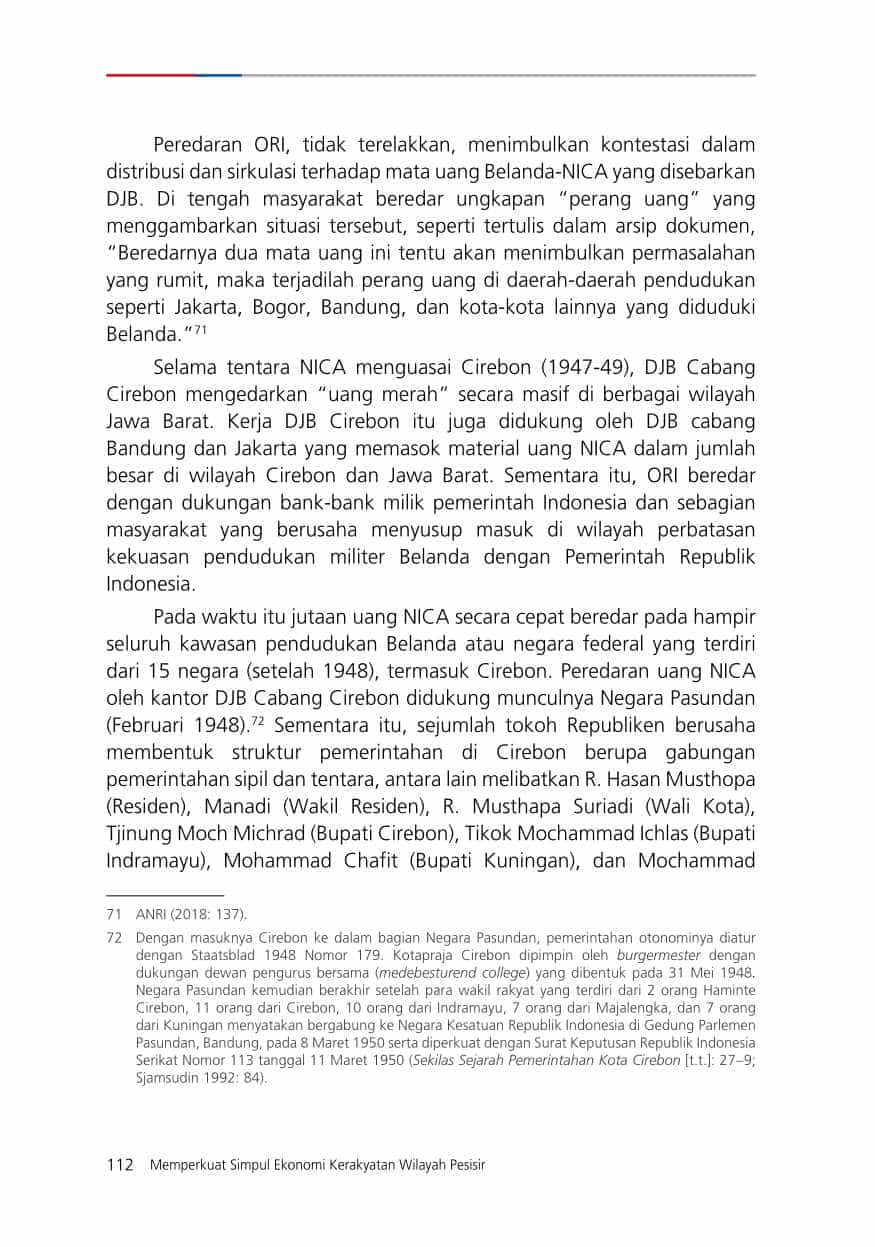 Peredaran ORI, tidak terelakkan, menimbulkan kontestasi dalam
distribusi dan sirkulasi terhadap mata uang Belanda-NICA yang disebarkan
DJB. Di tengah masyarakat beredar ungkapan “perang uang” yang
menggambarkan situasi tersebut, seperti tertulis dalam arsip dokumen,
“Beredarnya dua mata uang ini tentu akan menimbulkan permasalahan
yang rumit, maka terjadilah perang uang di daerah-daerah pendudukan
seperti Jakarta, Bogor, Bandung, dan kota-kota lainnya yang diduduki
Belanda.”71
Selama tentara NICA menguasai Cirebon (1947-49), DJB Cabang
Cirebon mengedarkan “uang merah” secara masif di berbagai wilayah
Jawa Barat. Kerja DJB Cirebon itu juga didukung oleh DJB cabang
Bandung dan Jakarta yang memasok material uang NICA dalam jumlah
besar di wilayah Cirebon dan Jawa Barat. Sementara itu, ORI beredar
dengan dukungan bank-bank milik pemerintah Indonesia dan sebagian
masyarakat yang berusaha menyusup masuk di wilayah perbatasan
kekuasan pendudukan militer Belanda dengan Pemerintah Republik
Indonesia.
Pada waktu itu jutaan uang NICA secara cepat beredar pada hampir
seluruh kawasan pendudukan Belanda atau negara federal yang terdiri
dari 15 negara (setelah 1948), termasuk Cirebon. Peredaran uang NICA
oleh kantor DJB Cabang Cirebon didukung munculnya Negara Pasundan
(Februari 1948).72 Sementara itu, sejumlah tokoh Republiken berusaha
membentuk struktur pemerintahan di Cirebon berupa gabungan
pemerintahan sipil dan tentara, antara lain melibatkan R. Hasan Musthopa
(Residen), Manadi (Wakil Residen), R. Musthapa Suriadi (Wali Kota),
Tjinung Moch Michrad (Bupati Cirebon), Tikok Mochammad Ichlas (Bupati
Indramayu), Mohammad Chafit (Bupati Kuningan), dan Mochammad
71 ANRI (2018: 137).
72 Dengan masuknya Cirebon ke dalam bagian Negara Pasundan, pemerintahan otonominya diatur
dengan Staatsblad 1948 Nomor 179. Kotapraja Cirebon dipimpin oleh burgermester dengan
dukungan dewan pengurus bersama (medebesturend college) yang dibentuk pada 31 Mei 1948.
Negara Pasundan kemudian berakhir setelah para wakil rakyat yang terdiri dari 2 orang Haminte
Cirebon, 11 orang dari Cirebon, 10 orang dari Indramayu, 7 orang dari Majalengka, dan 7 orang
dari Kuningan menyatakan bergabung ke Negara Kesatuan Republik Indonesia di Gedung Parlemen
Pasundan, Bandung, pada 8 Maret 1950 serta diperkuat dengan Surat Keputusan Republik Indonesia
Serikat Nomor 113 tanggal 11 Maret 1950 (Sekilas Sejarah Pemerintahan Kota Cirebon [t.t.]: 27–9;
Sjamsudin 1992: 84).
112 Memperkuat Simpul Ekonomi Kerakyatan Wilayah Pesisir